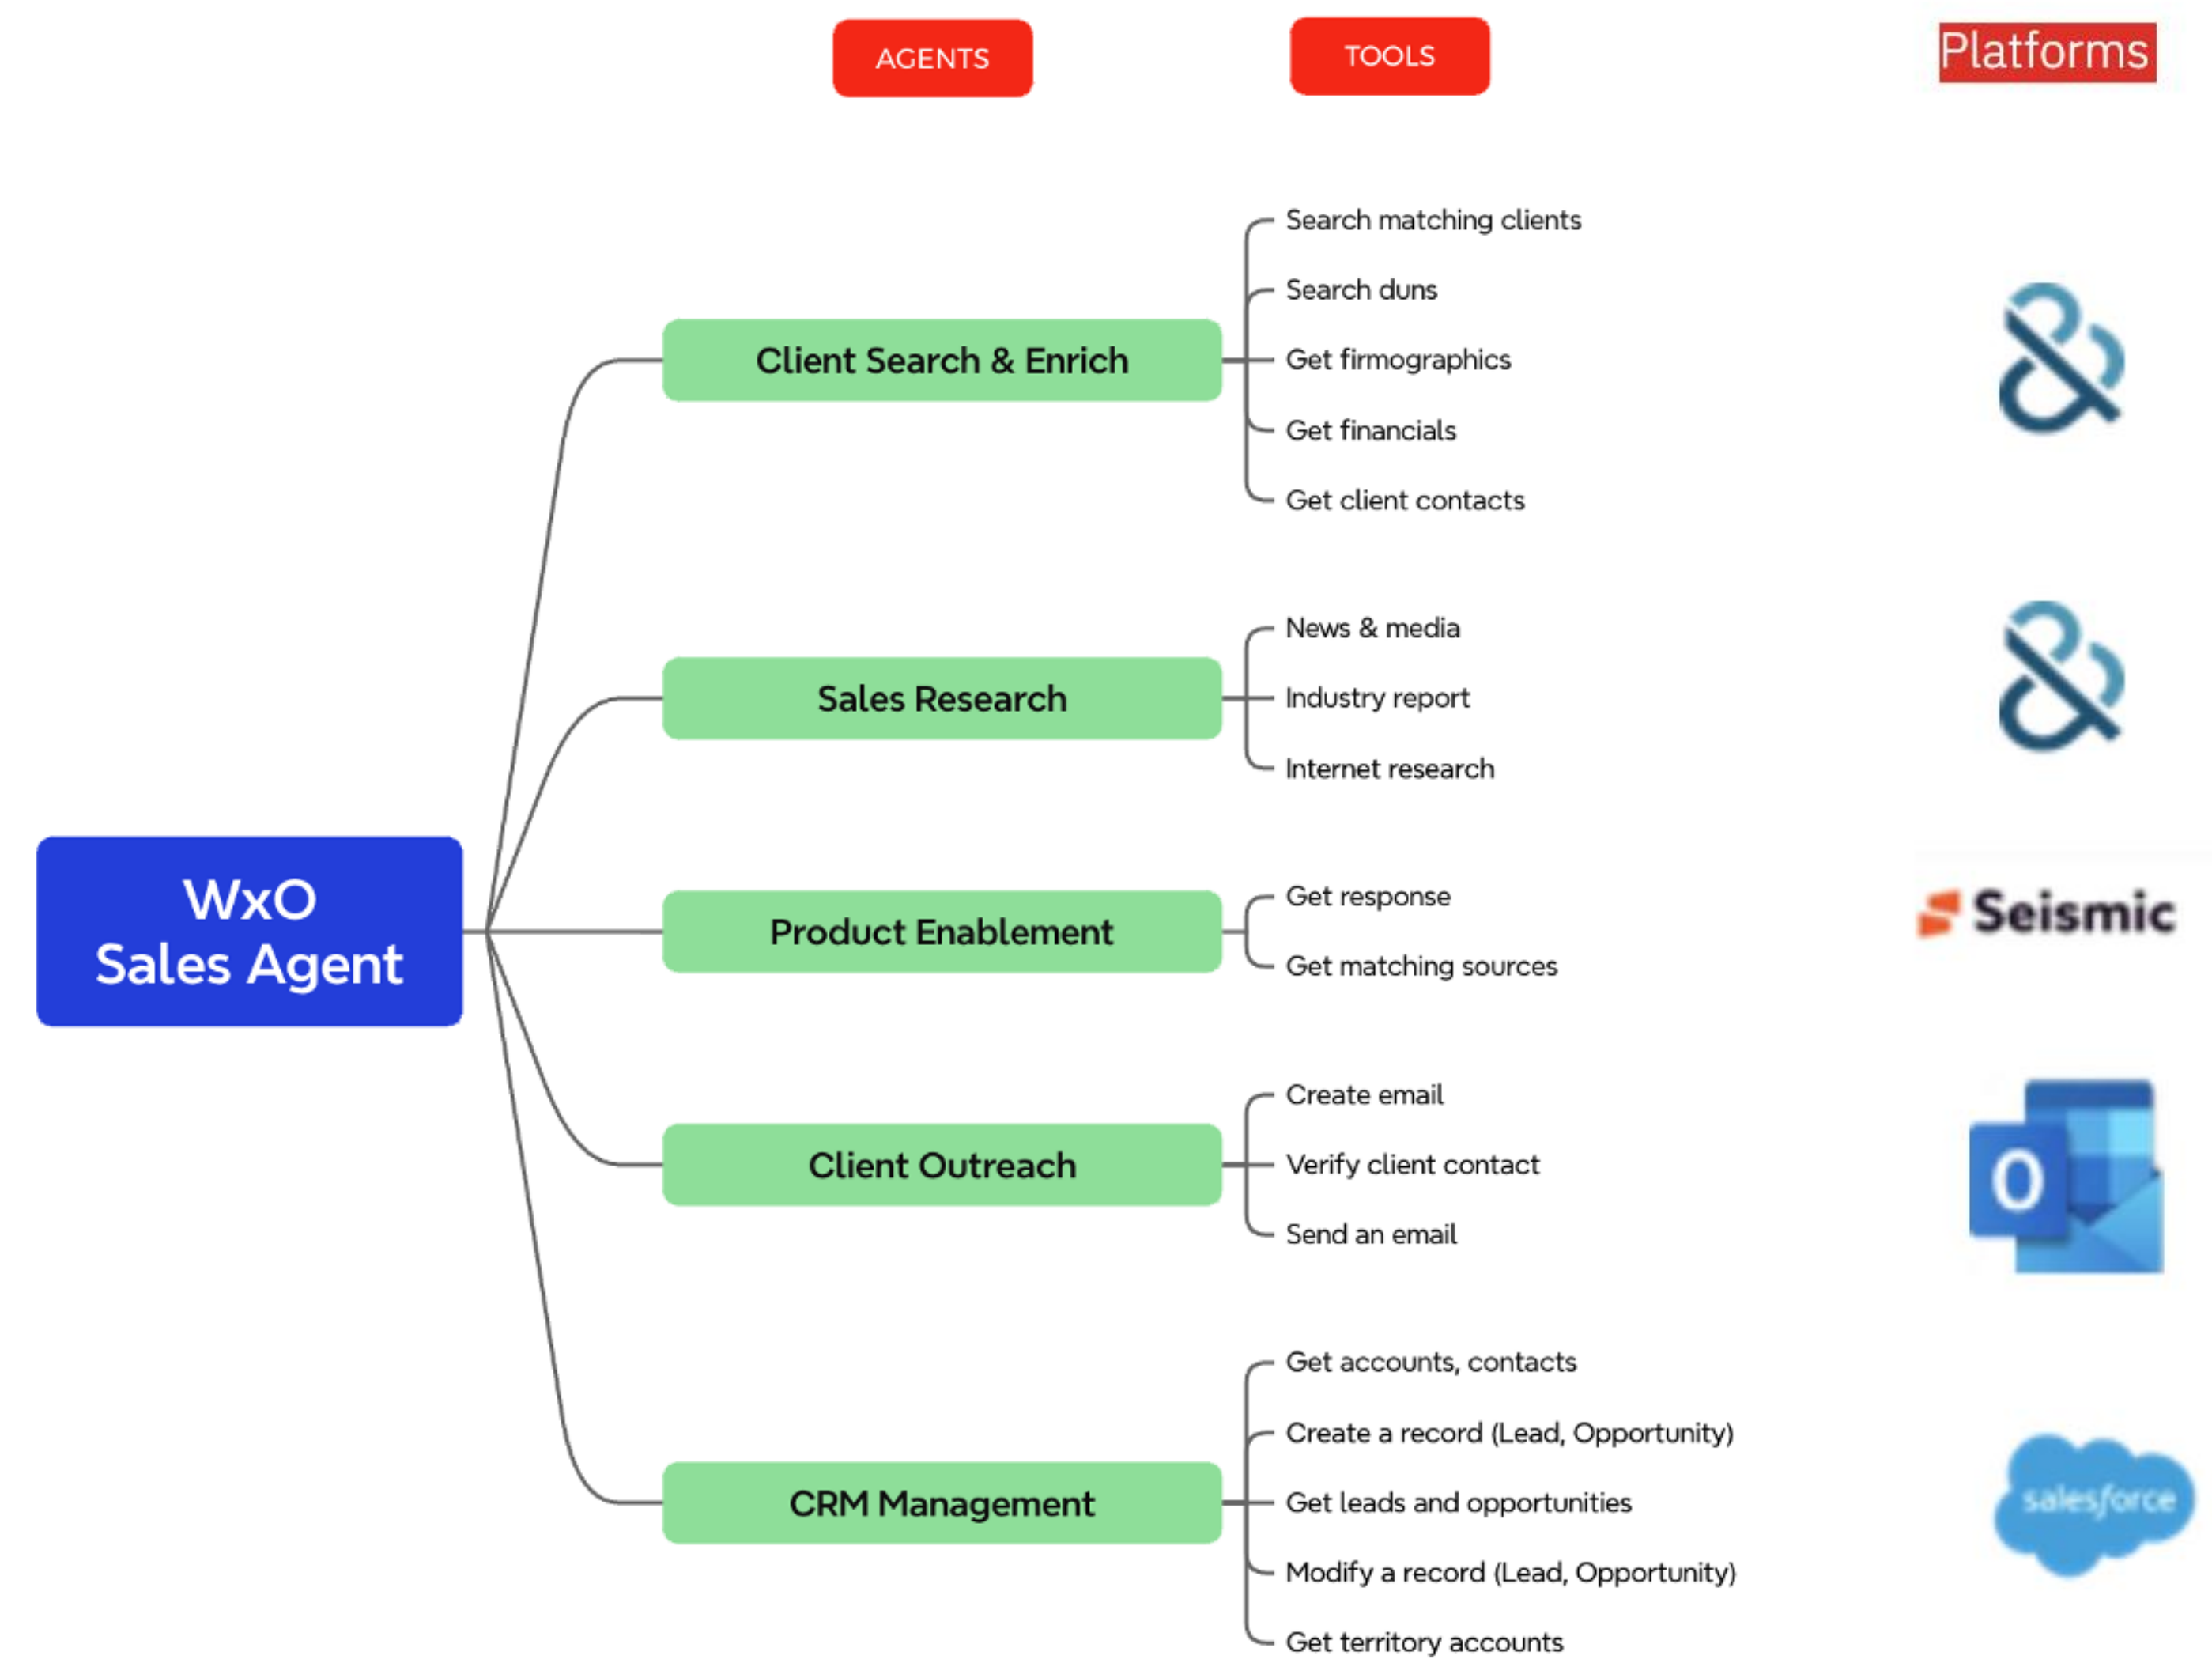 AGENTS
TOOLS
Platforms
WxO
Sales Agent
Client Search & Enrich
Search matching clients
Search duns
Get firmographics
Get financials
Get client contacts
Sales Research
News & media
Industry report
Internet research
Product Enablement
Get response
Get matching sources
Seismic
Client Outreach
Create email
Verify client contact
Send an email
O
CRM Management
Get accounts, contacts
Create a record (Lead, Opportunity)
Get leads and opportunities
Modify a record (Lead, Opportunity)
Get territory accounts
salesforce